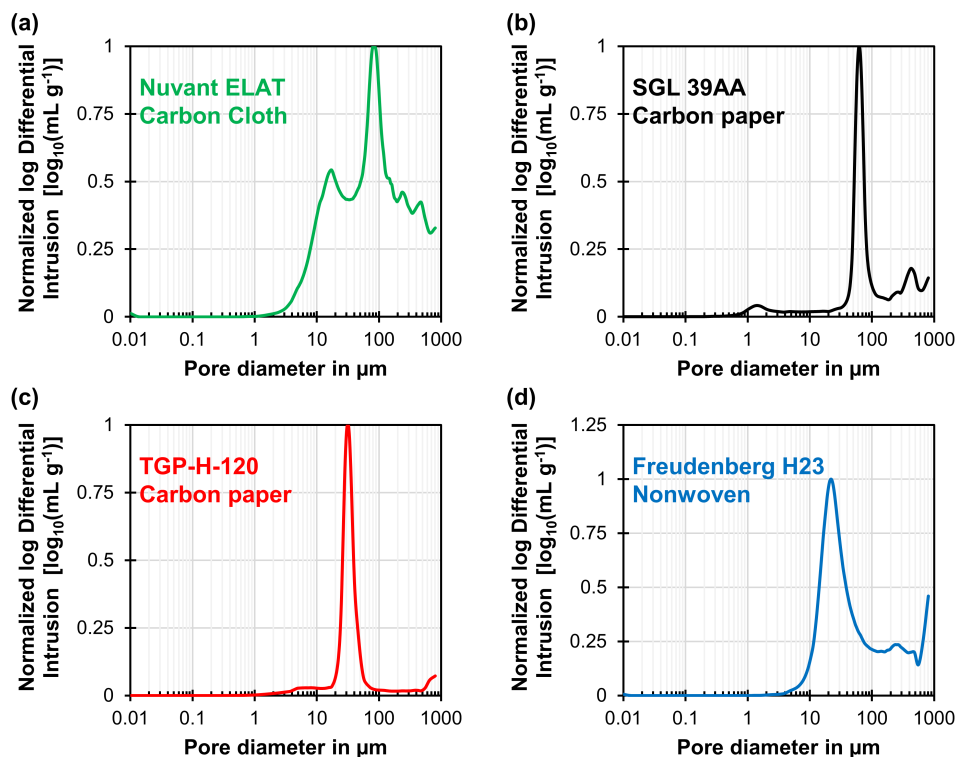 (a)
Normalized log Differential
Intrusion [log₁₀(mL g⁻¹)]
1
0.75
0.5
0.25
0
Nuvant ELAT
Carbon Cloth
0.01 0.1 1 10 100 1000
Pore diameter in µm
(b)
Normalized log Differential
Intrusion [log₁₀(mL g⁻¹)]
1
0.75
0.5
0.25
0
SGL 39AA
Carbon paper
0.01 0.1 1 10 100 1000
Pore diameter in µm
(c)
Normalized log Differential
Intrusion [log₁₀(mL g⁻¹)]
1
0.75
0.5
0.25
0
TGP-H-120
Carbon paper
0.01 0.1 1 10 100 1000
Pore diameter in µm
(d)
Normalized log Differential
Intrusion [log₁₀(mL g⁻¹)]
1.25
1
0.75
0.5
0.25
0
Freudenberg H23
Nonwoven
0.01 0.1 1 10 100 1000
Pore diameter in µm